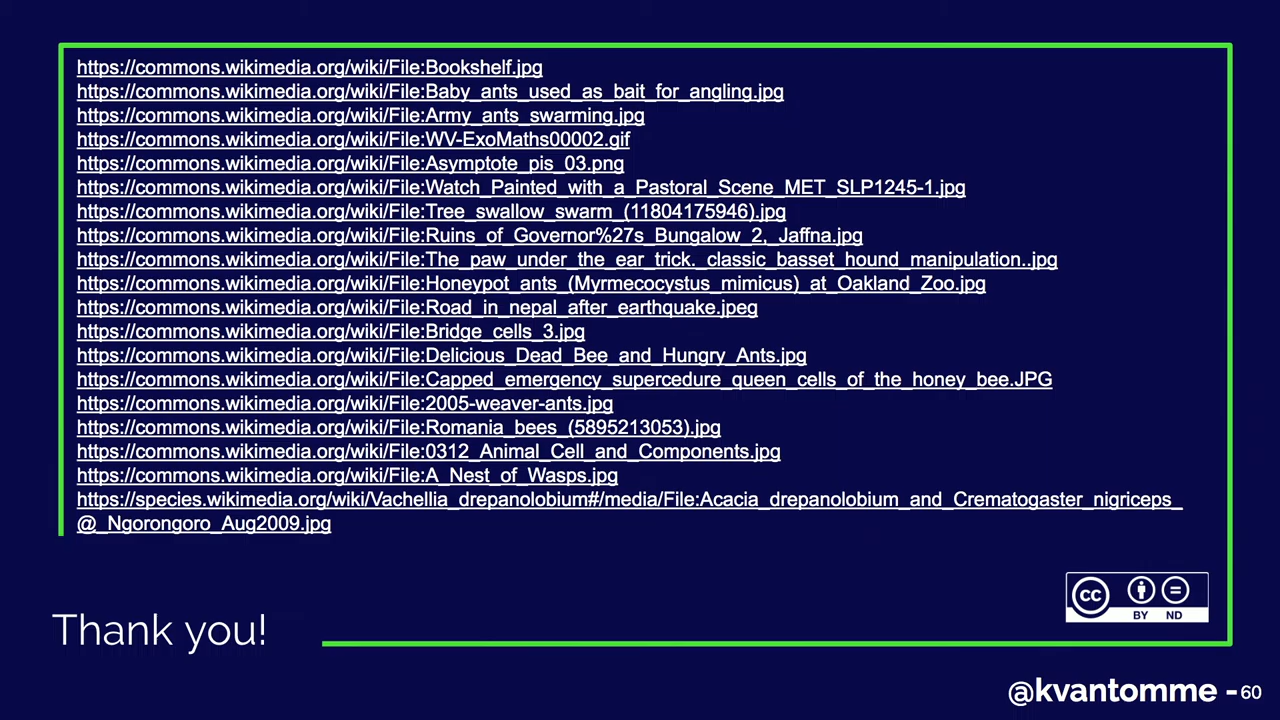 https://commons.wikimedia.org/wiki/File:Bookshelf.jpg
https://commons.wikimedia.org/wiki/File:Baby_ants_used_as_bait_for_angling.jpg
https://commons.wikimedia.org/wiki/File:Army_ants_swarming.jpg
https://commons.wikimedia.org/wiki/File:WV-ExoMaths00002.gif
https://commons.wikimedia.org/wiki/File:Asymptote_pis_03.png
https://commons.wikimedia.org/wiki/File:Watch_Painted_with_a_Pastoral_Scene_MET_SLP1245-1.jpg
https://commons.wikimedia.org/wiki/File:Tree_swallow_swarm_(11804175946).jpg
https://commons.wikimedia.org/wiki/File:Ruins_of_Governor%27s_Bungalow_2,_Jaffna.jpg
https://commons.wikimedia.org/wiki/File:The_paw_under_the_ear_trick._classic_basset_hound_manipulation..jpg
https://commons.wikimedia.org/wiki/File:Honeypot_ants_(Myrmecocystus_mimicus)_at_Oakland_Zoo.jpg
https://commons.wikimedia.org/wiki/File:Road_in_nepal_after_earthquake.jpeg
https://commons.wikimedia.org/wiki/File:Bridge_cells_3.jpg
https://commons.wikimedia.org/wiki/File:Delicious_Dead_Bee_and_Hungry_Ants.jpg
https://commons.wikimedia.org/wiki/File:Capped_emergency_supercedure_queen_cells_of_the_honey_bee.JPG
https://commons.wikimedia.org/wiki/File:2005-weaver-ants.jpg
https://commons.wikimedia.org/wiki/File:Romania_bees_(5895213053).jpg
https://commons.wikimedia.org/wiki/File:0312_Animal_Cell_and_Components.jpg
https://commons.wikimedia.org/wiki/File:A_Nest_of_Wasps.jpg
https://species.wikimedia.org/wiki/Vachellia_drepanolobium#/media/File:Acacia_drepanolobium_and_Crematogaster_nigriceps_
@_Ngorongoro_Aug2009.jpg
cc
BY ND
Thank you!
@kvantomme - 60